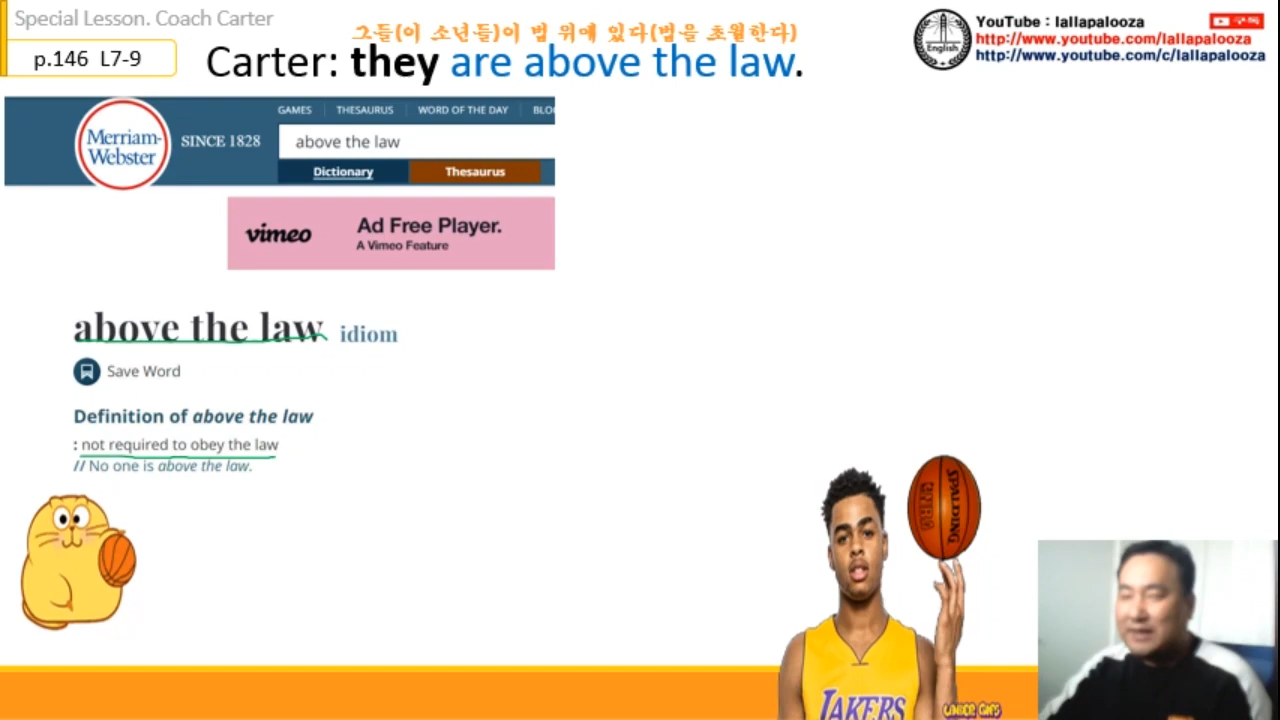 Special Lesson. Coach Carter
p.146 L7-9
그들(이 소년들)이 법 위에 있다(법을 초월한다)
Carter: they are above the law.
English
YouTube : lallapalooza
구독
http://www.youtube.com/lallapalooza
http://www.youtube.com/c/lallapalooza
GAMES THESAURUS WORD OF THE DAY BLO
Merriam-
Webster
SINCE 1828
above the law
Dictionary Thesaurus
vimeo
Ad Free Player.
A Vimeo Feature
above the law idiom
Save Word
Definition of above the law
: not required to obey the law
// No one is above the law.
SPALDING
LAKERS